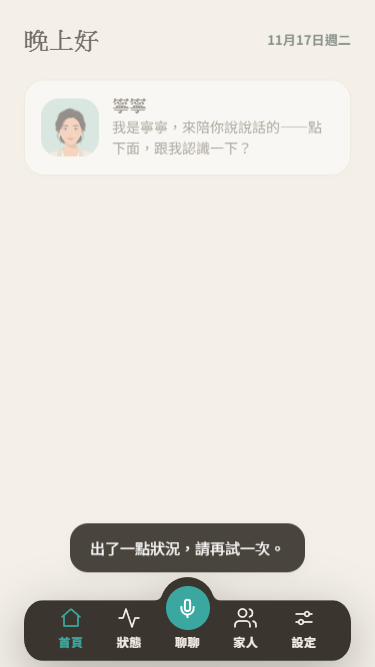 晚上好
11月17日週二
寧寧
我是寧寧，來陪你說說話的——點
下面，跟我認識一下？
出了一點狀況，請再試一次。
首頁
狀態
聊聊
家人
設定